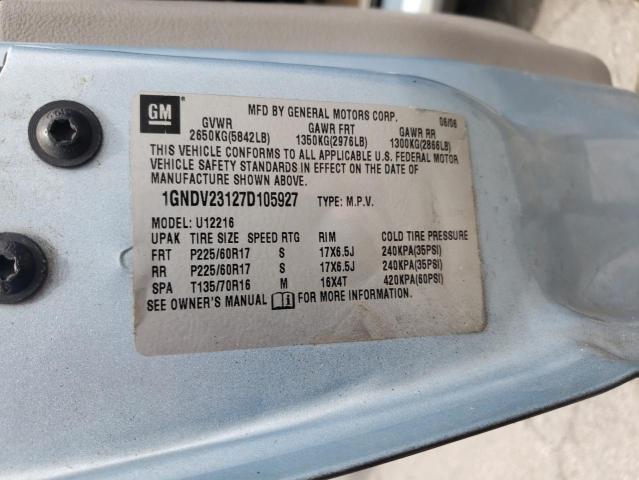 GM
MFD BY GENERAL MOTORS CORP. 06/06
GVWR GAWR FRT GAWR RR
2650KG(5842LB) 1350KG(2976LB) 1300KG(2866LB)
THIS VEHICLE CONFORMS TO ALL APPLICABLE U.S. FEDERAL MOTOR
VEHICLE SAFETY STANDARDS IN EFFECT ON THE DATE OF
MANUFACTURE SHOWN ABOVE.
1GNDV23127D105927 TYPE: M.P.V.
MODEL: U12216
UPAK TIRE SIZE SPEED RTG RIM COLD TIRE PRESSURE
FRT P225/60R17 S 17X6.5J 240KPA(35PSI)
RR P225/60R17 S 17X6.5J 240KPA(35PSI)
SPA T135/70R16 M 16X4T 420KPA(60PSI)
SEE OWNER'S MANUAL FOR MORE INFORMATION.